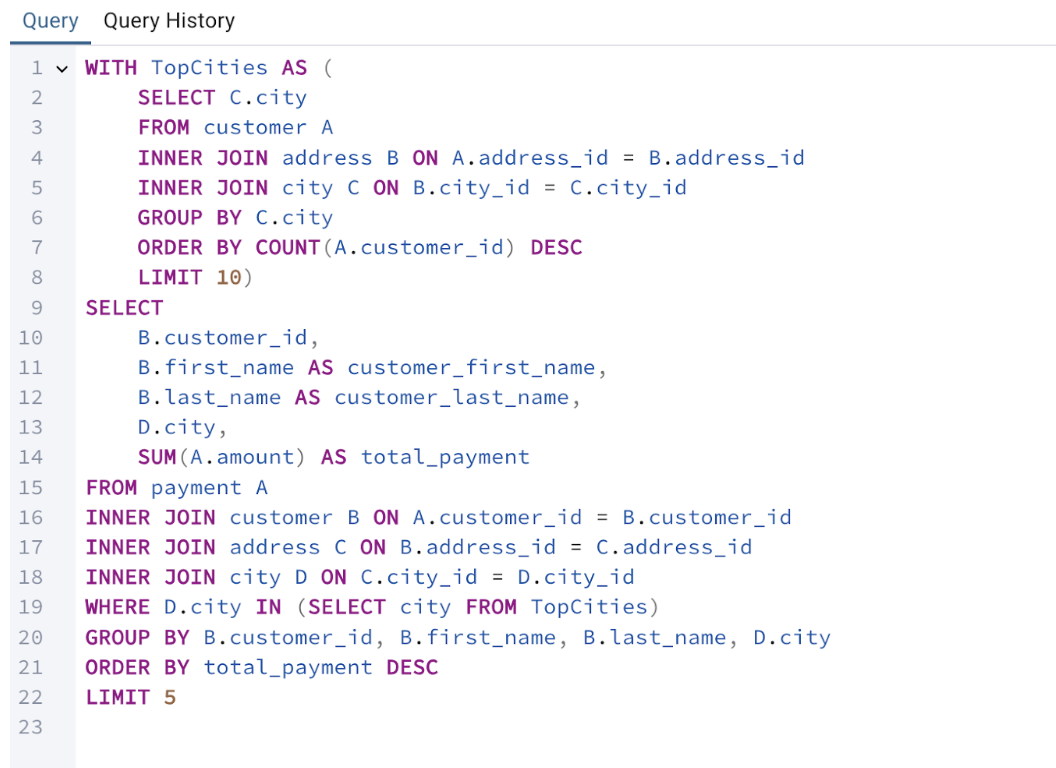 Query Query History
1 WITH TopCities AS (
2 SELECT C.city
3 FROM customer A
4 INNER JOIN address B ON A.address_id = B.address_id
5 INNER JOIN city C ON B.city_id = C.city_id
6 GROUP BY C.city
7 ORDER BY COUNT(A.customer_id) DESC
8 LIMIT 10)
9 SELECT
10 B.customer_id,
11 B.first_name AS customer_first_name,
12 B.last_name AS customer_last_name,
13 D.city,
14 SUM(A.amount) AS total_payment
15 FROM payment A
16 INNER JOIN customer B ON A.customer_id = B.customer_id
17 INNER JOIN address C ON B.address_id = C.address_id
18 INNER JOIN city D ON C.city_id = D.city_id
19 WHERE D.city IN (SELECT city FROM TopCities)
20 GROUP BY B.customer_id, B.first_name, B.last_name, D.city
21 ORDER BY total_payment DESC
22 LIMIT 5
23